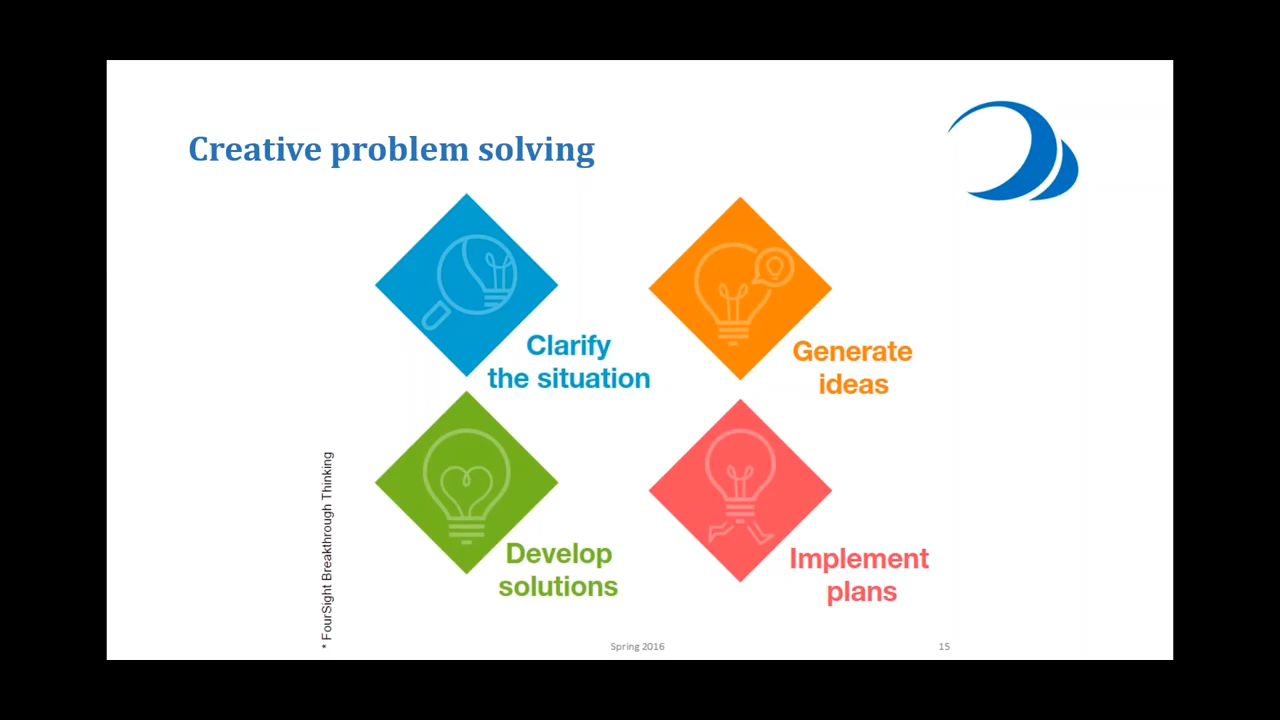 Creative problem solving
Clarify
the situation
Generate
ideas
Develop
solutions
Implement
plans
* FourSight Breakthrough Thinking
Spring 2016
15